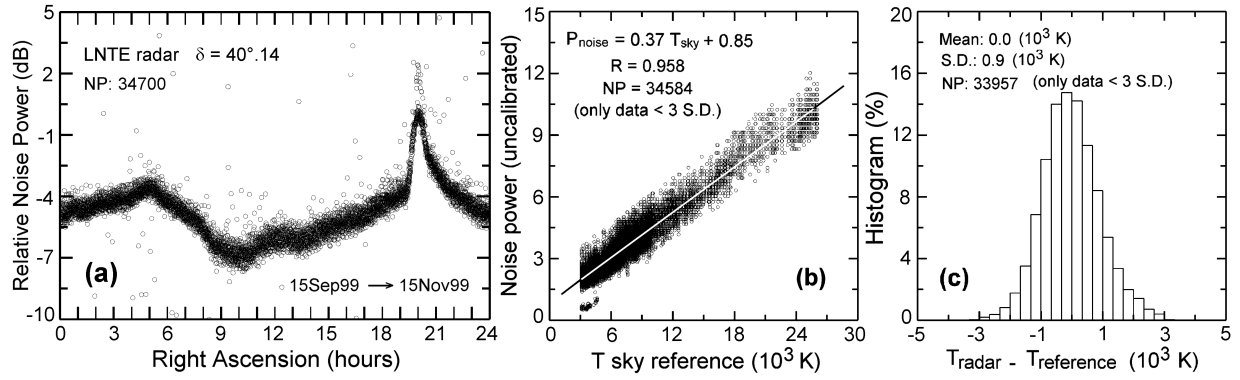 5
2
-1
-4
-7
-10
Relative Noise Power (dB)
LNTE radar δ = 40°.14
NP: 34700
(a)
15Sep99 → 15Nov99
0 3 6 9 12 15 18 21 24
Right Ascension (hours)
15
12
9
6
3
0
Noise power (uncalibrated)
P_noise = 0.37 T_sky + 0.85
R = 0.958
NP = 34584
(only data < 3 S.D.)
(b)
0 6 12 18 24 30
T sky reference (10³ K)
20
16
12
8
4
0
Histogram (%)
Mean: 0.0 (10³ K)
S.D.: 0.9 (10³ K)
NP: 33957 (only data < 3 S.D.)
(c)
-5 -3 -1 1 3 5
T_radar - T_reference (10³ K)